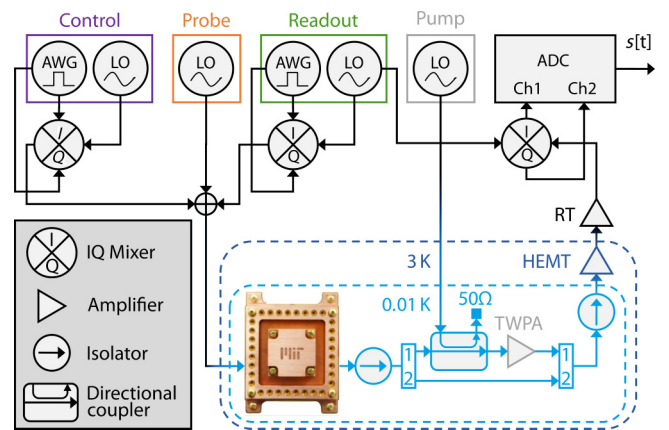 Control
Probe
Readout
Pump
AWG
LO
LO
AWG
LO
LO
ADC
Ch1
Ch2
s[t]
I
Q
I
Q
I
Q
RT
3 K
HEMT
0.01 K
50Ω
TWPA
MIT
1
2
1
2
I
Q
IQ Mixer
Amplifier
Isolator
Directional
coupler